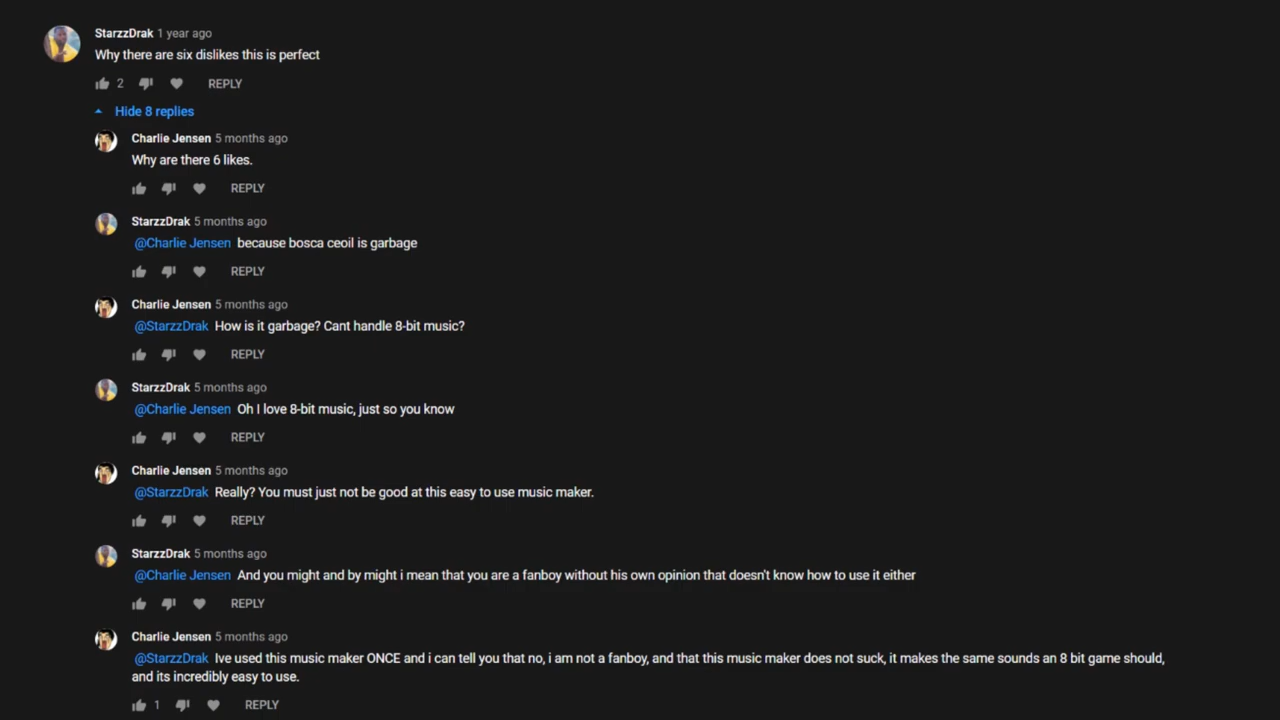 StarzzDrak 1 year ago
Why there are six dislikes this is perfect
2 REPLY
Hide 8 replies
Charlie Jensen 5 months ago
Why are there 6 likes.
REPLY
StarzzDrak 5 months ago
@Charlie Jensen because bosca ceoil is garbage
REPLY
Charlie Jensen 5 months ago
@StarzzDrak How is it garbage? Cant handle 8-bit music?
REPLY
StarzzDrak 5 months ago
@Charlie Jensen Oh I love 8-bit music, just so you know
REPLY
Charlie Jensen 5 months ago
@StarzzDrak Really? You must just not be good at this easy to use music maker.
REPLY
StarzzDrak 5 months ago
@Charlie Jensen And you might and by might i mean that you are a fanboy without his own opinion that doesn't know how to use it either
REPLY
Charlie Jensen 5 months ago
@StarzzDrak Ive used this music maker ONCE and i can tell you that no, i am not a fanboy, and that this music maker does not suck, it makes the same sounds an 8 bit game should,
and its incredibly easy to use.
1 REPLY